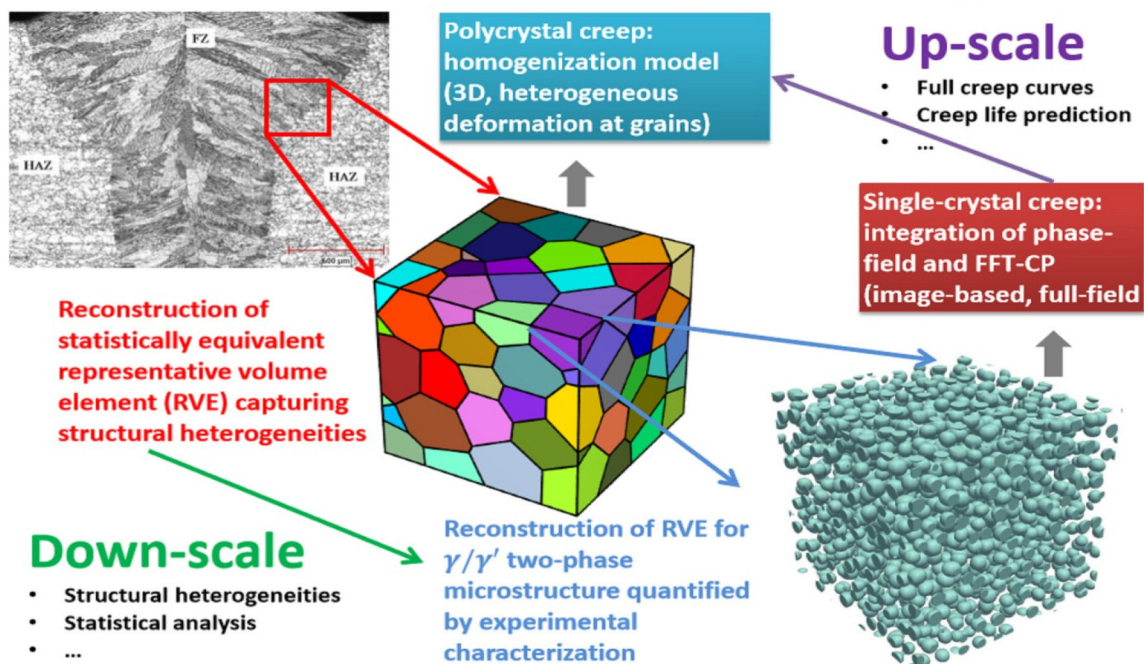 FZ
HAZ
HAZ
600 μm
Polycrystal creep:
homogenization model
(3D, heterogeneous
deformation at grains)
Up-scale
• Full creep curves
• Creep life prediction
• ...
Single-crystal creep:
integration of phase-
field and FFT-CP
(image-based, full-field
Reconstruction of
statistically equivalent
representative volume
element (RVE) capturing
structural heterogeneities
Down-scale
• Structural heterogeneities
• Statistical analysis
• ...
Reconstruction of RVE for
γ/γ′ two-phase
microstructure quantified
by experimental
characterization